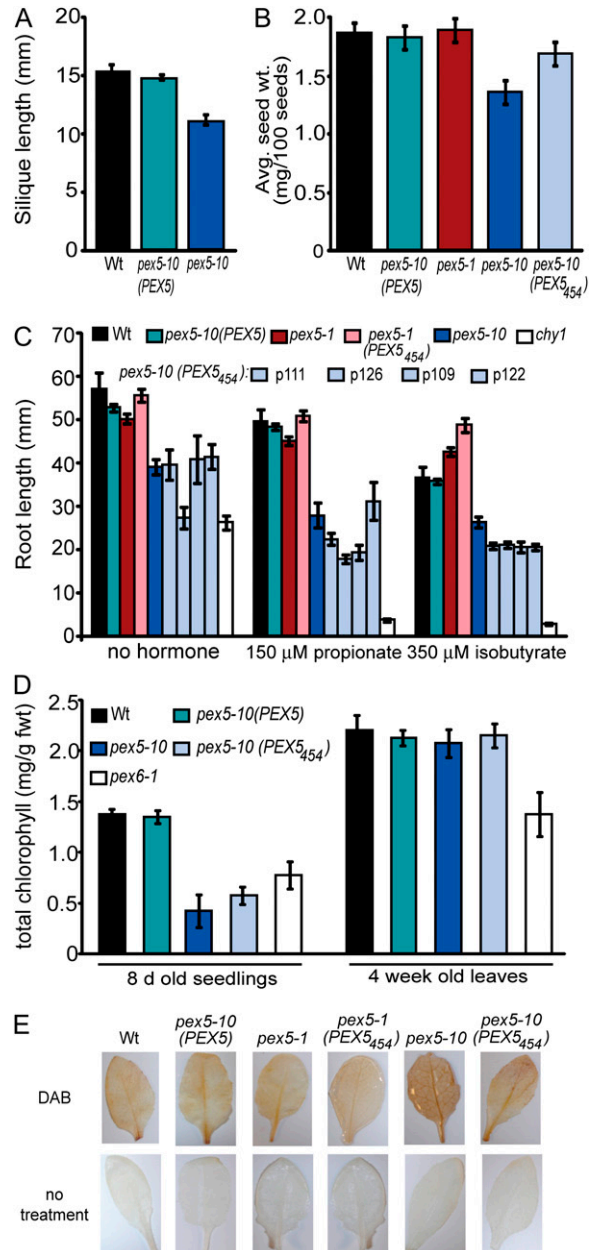 A
Silique length (mm)
20
15
10
5
0
Wt
pex5-10 (PEX5)
pex5-10
B
Avg. seed wt. (mg/100 seeds)
2.0
1.5
1.0
0.5
0
Wt
pex5-10 (PEX5)
pex5-1
pex5-10
pex5-10 (PEX5454)
C
Wt
pex5-10(PEX5)
pex5-1
pex5-1 (PEX5454)
pex5-10
chy1
pex5-10 (PEX5454):
p111
p126
p109
p122
Root length (mm)
70
60
50
40
30
20
10
0
no hormone
150 μM propionate
350 μM isobutyrate
D
total chlorophyll (mg/g fwt)
2.5
2.2
1.8
1.3
0.9
0.5
0
Wt
pex5-10(PEX5)
pex5-10
pex5-10 (PEX5454)
pex6-1
8 d old seedlings
4 week old leaves
E
Wt
pex5-10 (PEX5)
pex5-1
pex5-1 (PEX5454)
pex5-10
pex5-10 (PEX5454)
DAB
no treatment